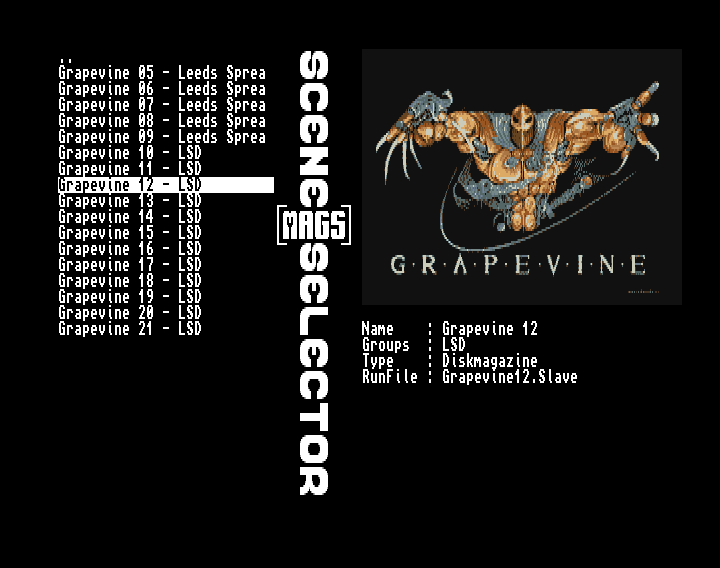 ..
Grapevine 05 - Leeds Sprea
Grapevine 06 - Leeds Sprea
Grapevine 07 - Leeds Sprea
Grapevine 08 - Leeds Sprea
Grapevine 09 - Leeds Sprea
Grapevine 10 - LSD
Grapevine 11 - LSD
Grapevine 12 - LSD
Grapevine 13 - LSD
Grapevine 14 - LSD
Grapevine 15 - LSD
Grapevine 16 - LSD
Grapevine 17 - LSD
Grapevine 18 - LSD
Grapevine 19 - LSD
Grapevine 20 - LSD
Grapevine 21 - LSD
SCENE
[MAGS]
SELECTOR
G·R·A·P·E·V·I·N·E
Name : Grapevine 12
Groups : LSD
Type : Diskmagazine
RunFile : Grapevine12.Slave